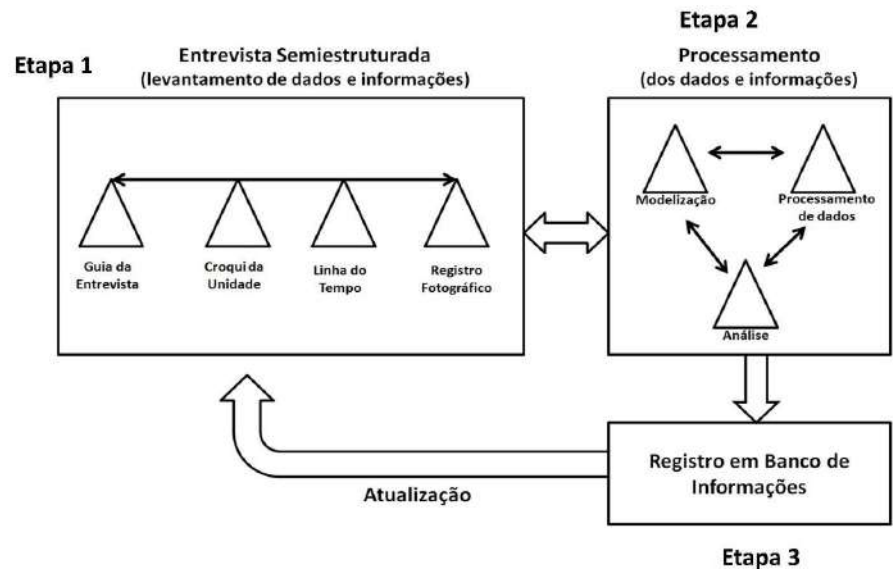 Etapa 1
Entrevista Semiestruturada
(levantamento de dados e informações)
Guia da
Entrevista
Croqui da
Unidade
Linha do
Tempo
Registro
Fotográfico
Etapa 2
Processamento
(dos dados e informações)
Modelização
Processamento
de dados
Análise
Registro em Banco de
Informações
Etapa 3
Atualização